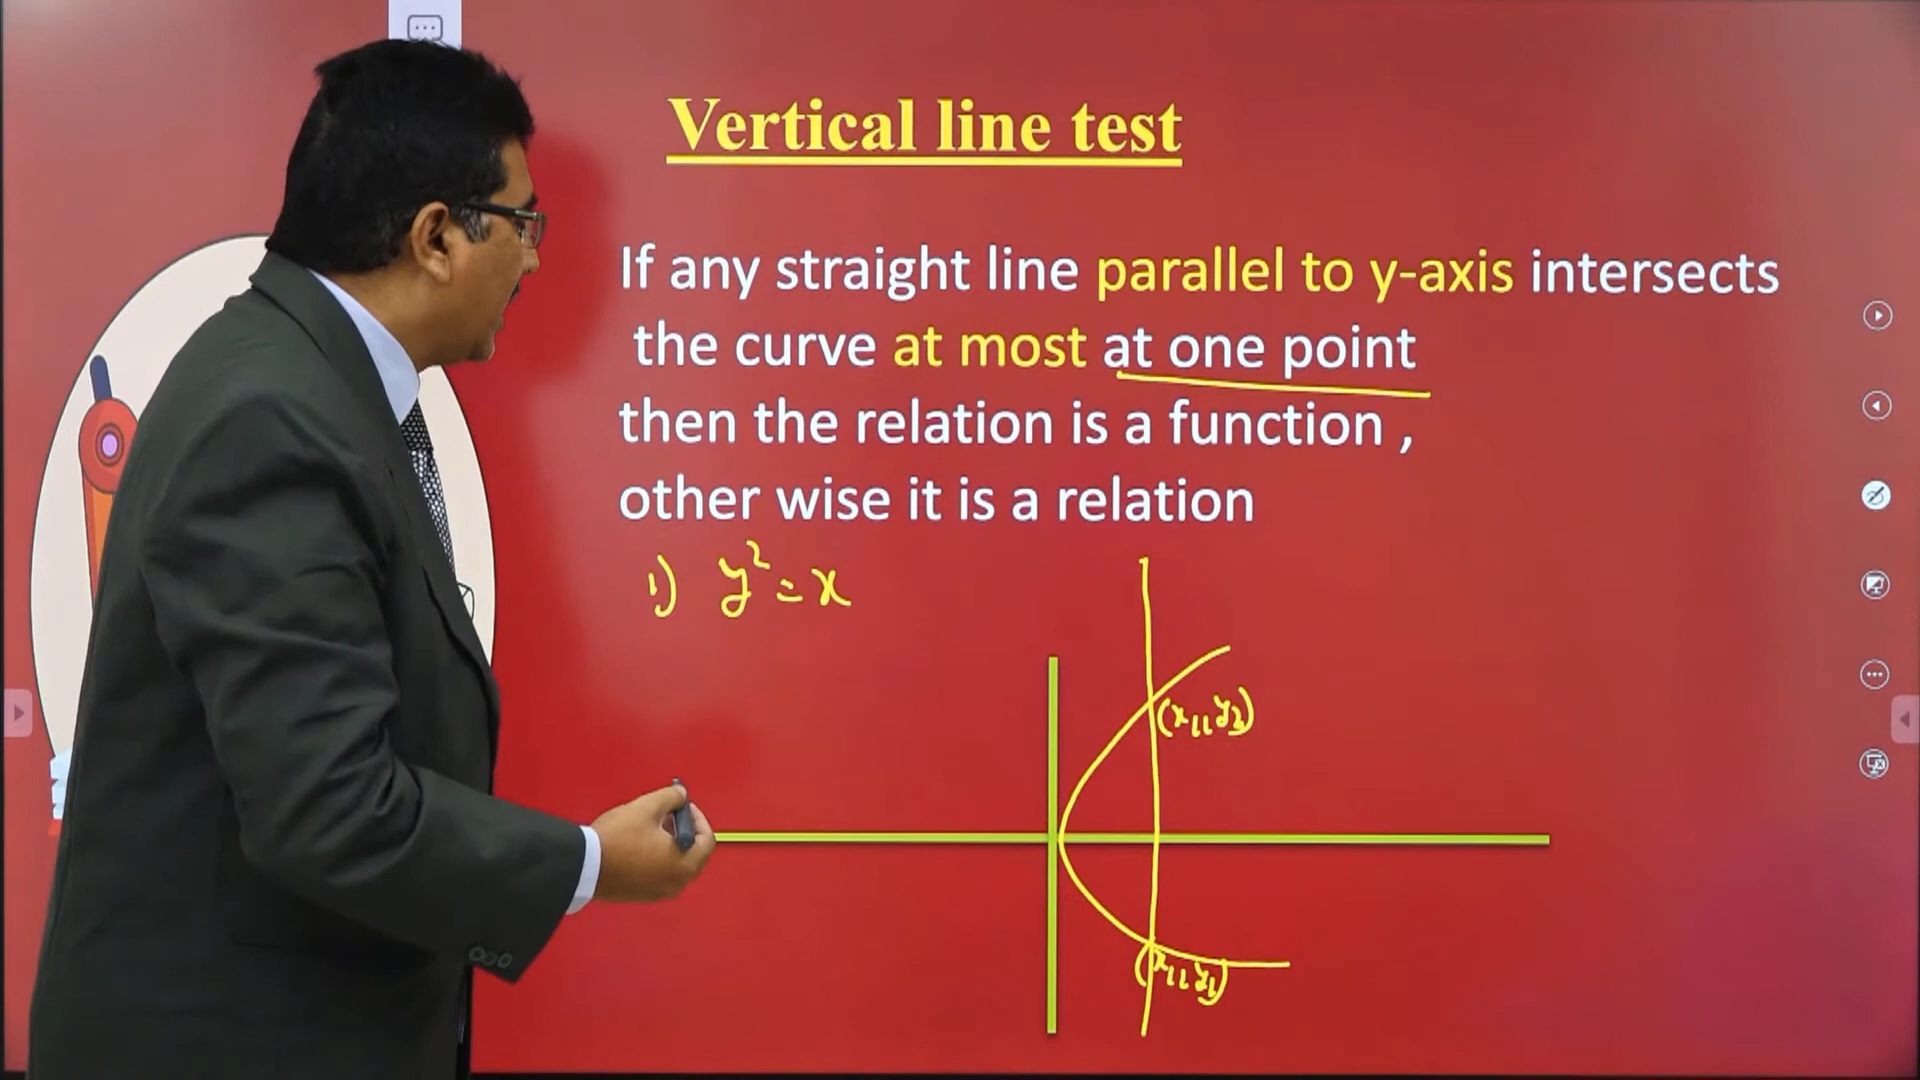 Vertical line test
If any straight line parallel to y-axis intersects
the curve at most at one point
then the relation is a function ,
other wise it is a relation
1) y² = x
(x₁, y₂)
(x₁, y₁)